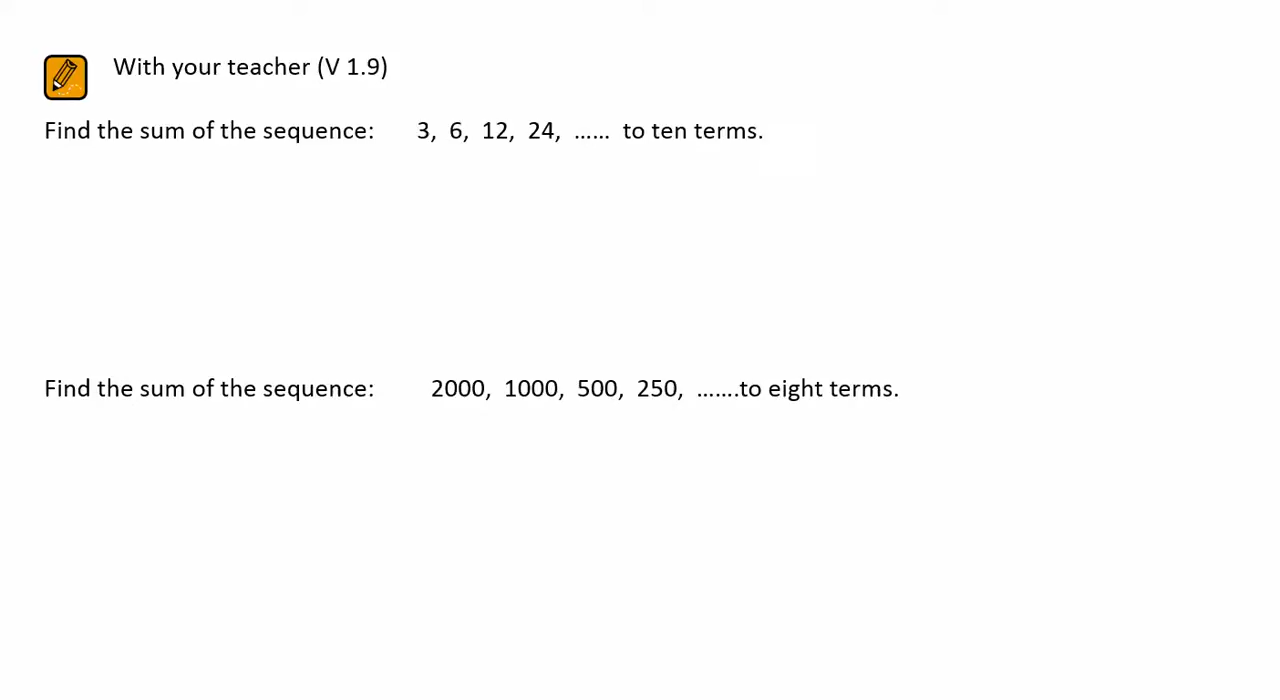 With your teacher (V 1.9)
Find the sum of the sequence: 3, 6, 12, 24, …… to ten terms.
Find the sum of the sequence: 2000, 1000, 500, 250, …….to eight terms.